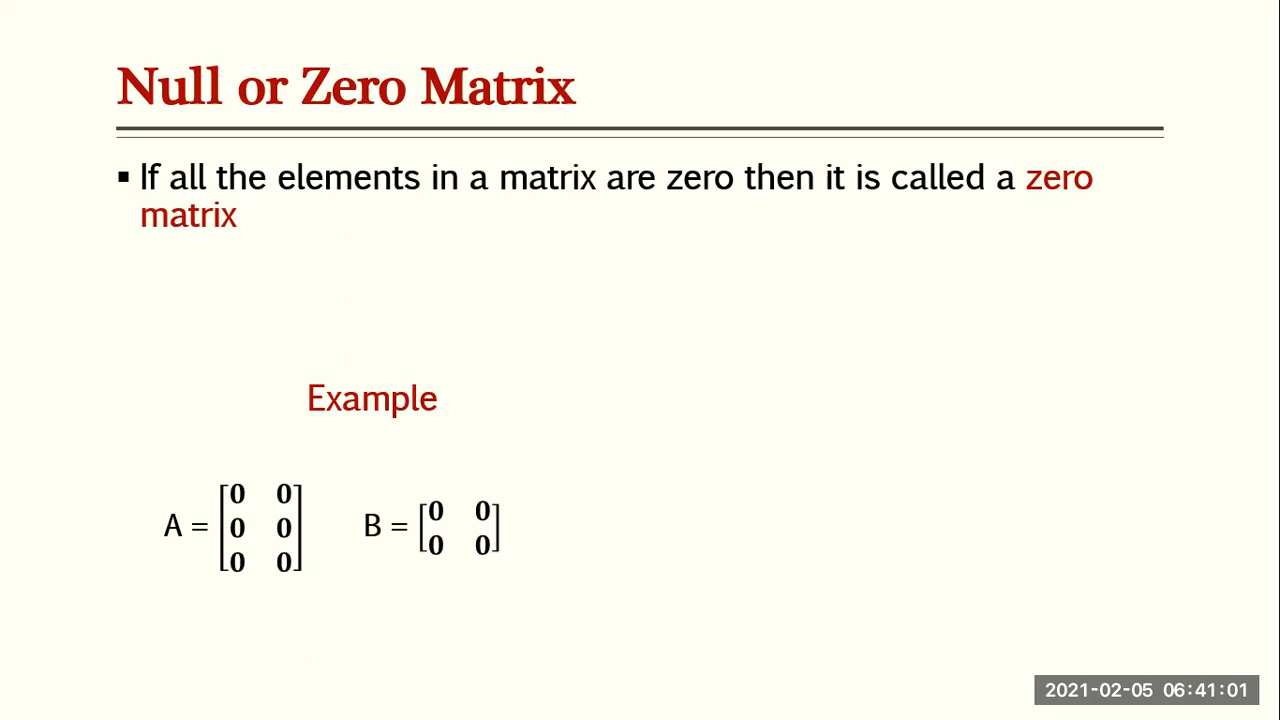 Null or Zero Matrix
▪ If all the elements in a matrix are zero then it is called a zero
matrix
Example
A = [0 0
0 0
0 0]
B = [0 0
0 0]
2021-02-05 06:41:01